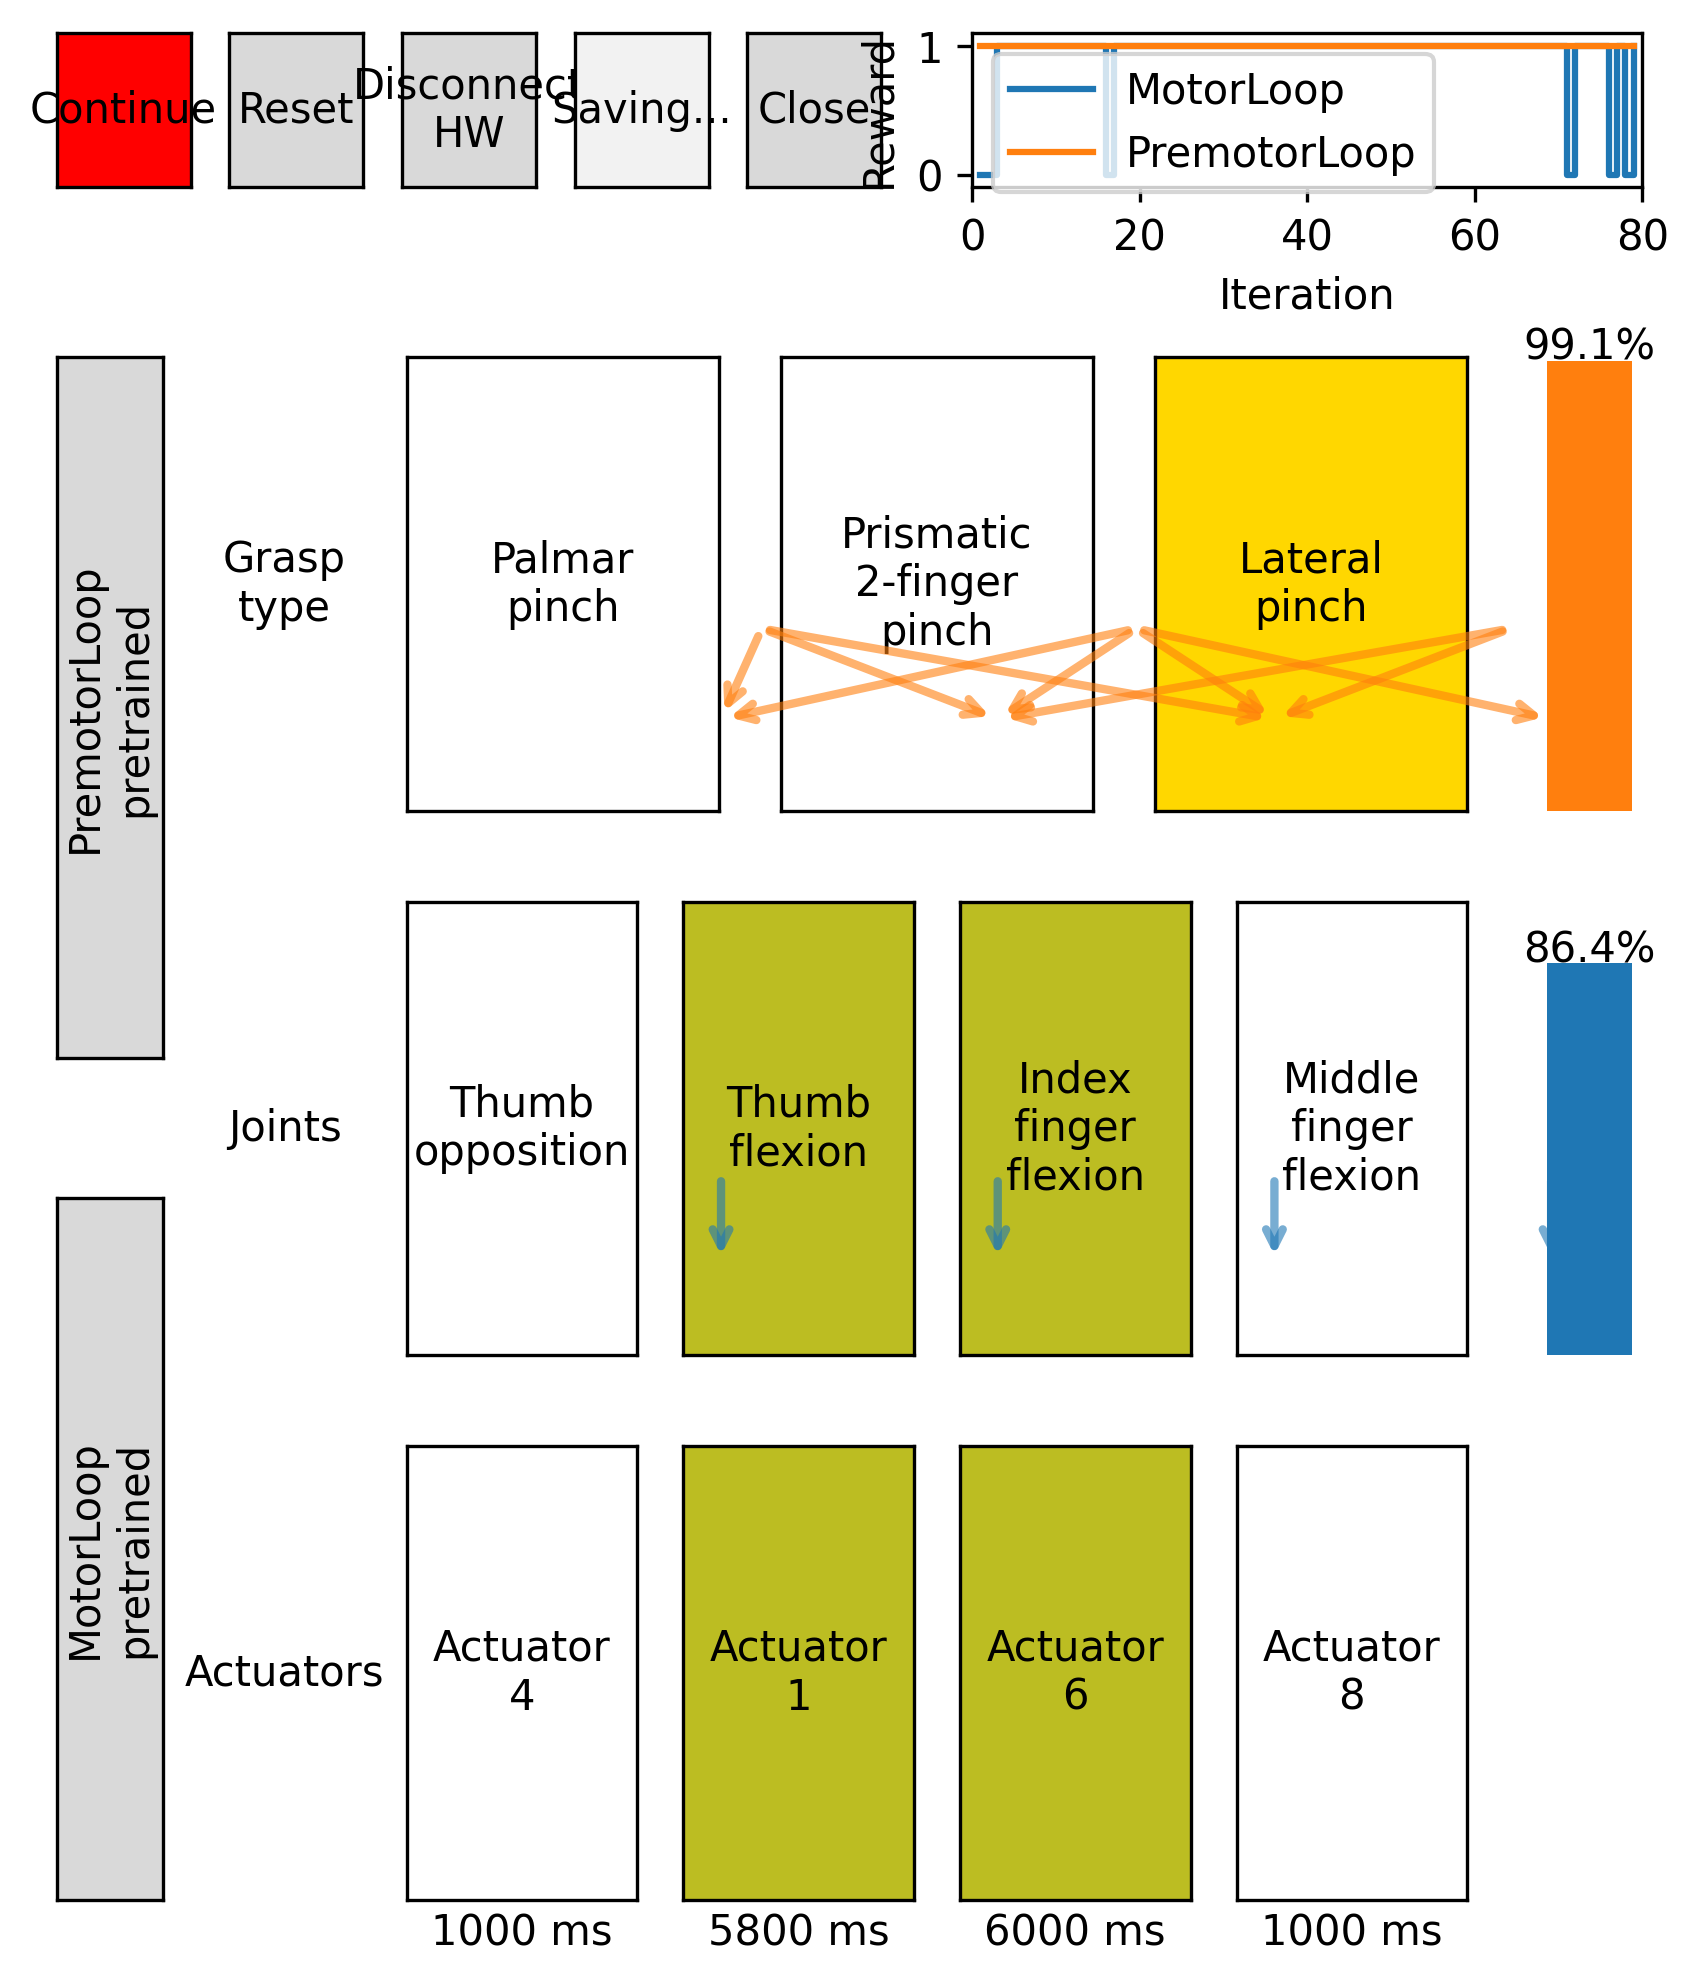 Continue
Reset
Disconnect
HW
Saving...
Close
Reward
1
0
MotorLoop
PremotorLoop
0 20 40 60 80
Iteration
PremotorLoop
pretrained
Grasp
type
Palmar
pinch
Prismatic
2-finger
pinch
Lateral
pinch
99.1%
Joints
Thumb
opposition
Thumb
flexion
Index
finger
flexion
Middle
finger
flexion
86.4%
MotorLoop
pretrained
Actuators
Actuator
4
Actuator
1
Actuator
6
Actuator
8
1000 ms
5800 ms
6000 ms
1000 ms